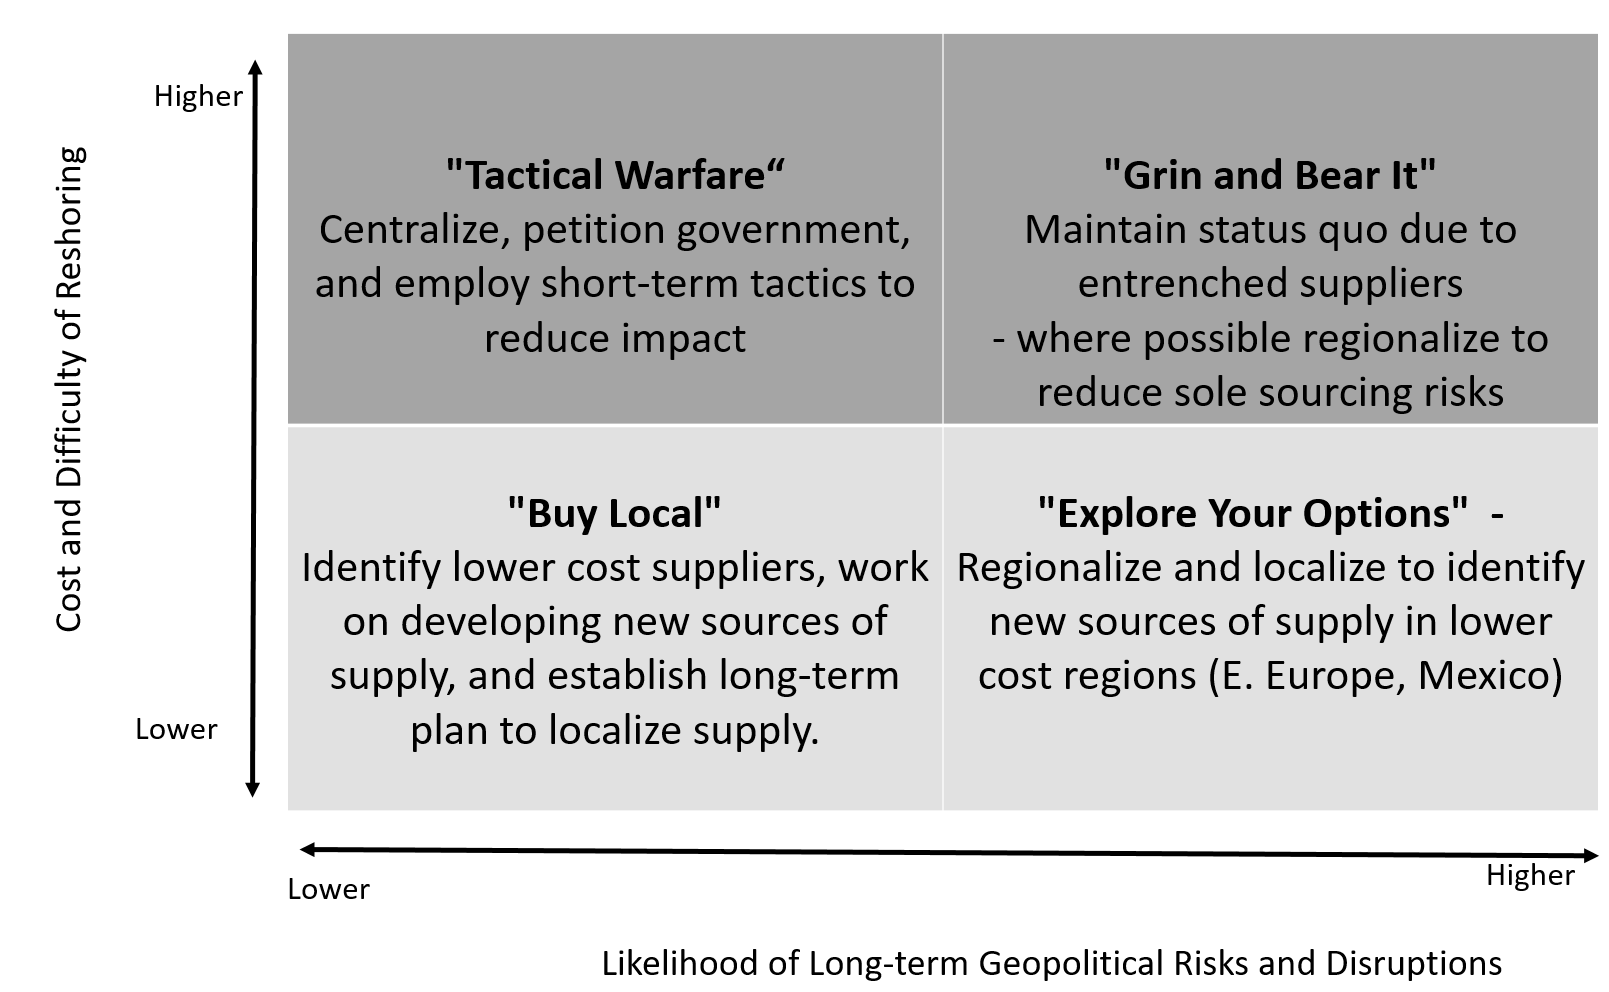 Higher
Cost and Difficulty of Reshoring
Lower
"Tactical Warfare“
Centralize, petition government,
and employ short-term tactics to
reduce impact
"Grin and Bear It"
Maintain status quo due to
entrenched suppliers
- where possible regionalize to
reduce sole sourcing risks
"Buy Local"
Identify lower cost suppliers, work
on developing new sources of
supply, and establish long-term
plan to localize supply.
"Explore Your Options"  -
Regionalize and localize to identify
new sources of supply in lower
cost regions (E. Europe, Mexico)
Lower
Higher
Likelihood of Long-term Geopolitical Risks and Disruptions